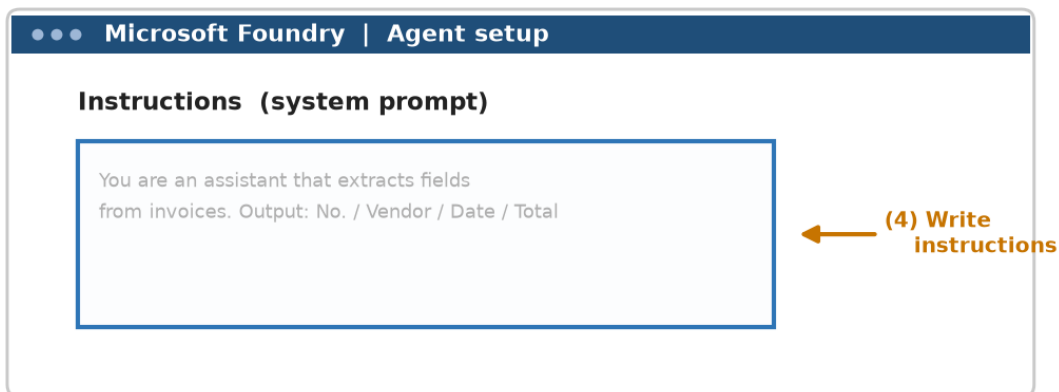 Microsoft Foundry | Agent setup
Instructions (system prompt)
You are an assistant that extracts fields
from invoices. Output: No. / Vendor / Date / Total
(4) Write
instructions